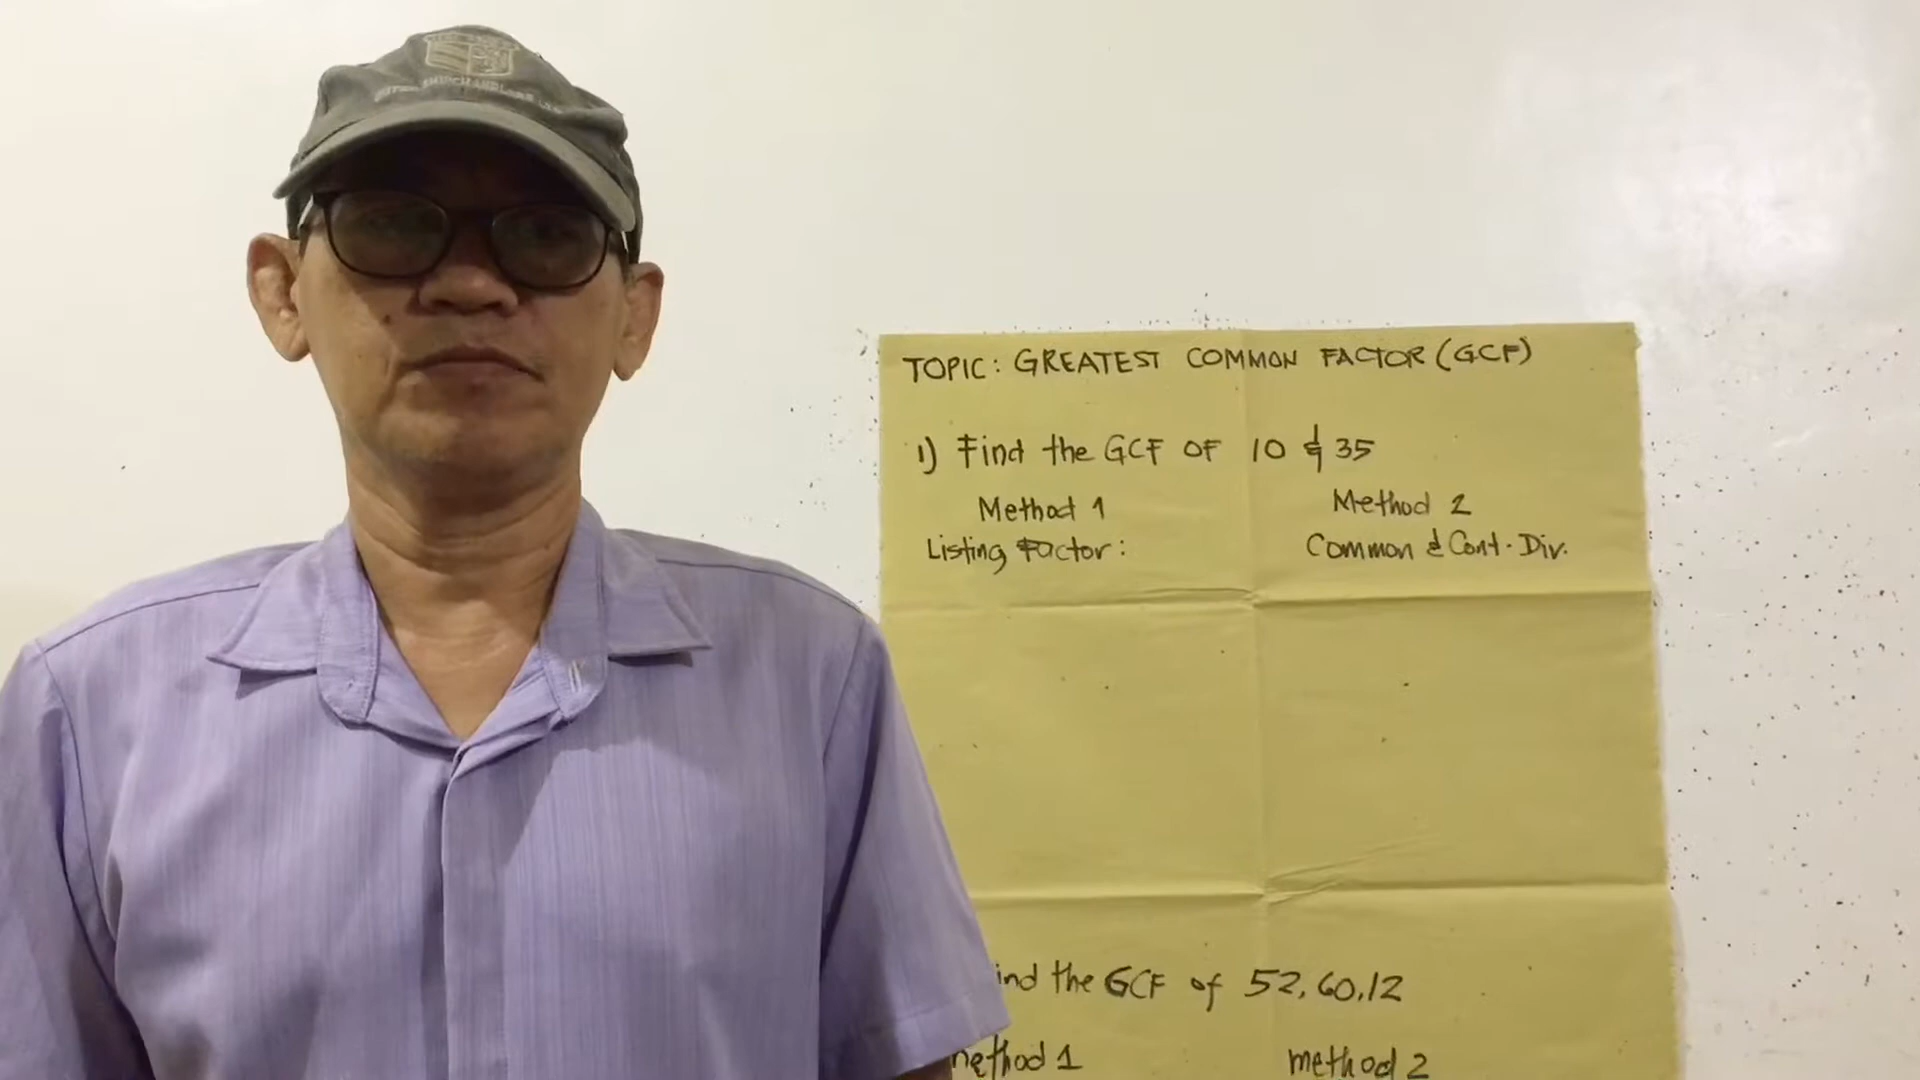 TOPIC: GREATEST COMMON FACTOR (GCF)
1) Find the GCF OF 10 & 35
Method 1
Method 2
Listing Factor:
Common & Cont. Div.
ind the GCF of 52, 60, 12
method 1
method 2